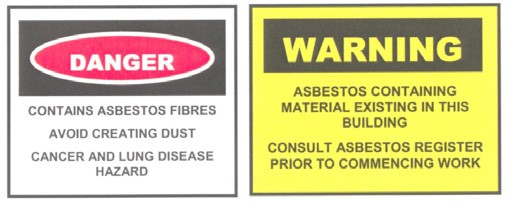 DANGER
CONTAINS ASBESTOS FIBRES
AVOID CREATING DUST
CANCER AND LUNG DISEASE
HAZARD
WARNING
ASBESTOS CONTAINING
MATERIAL EXISTING IN THIS
BUILDING
CONSULT ASBESTOS REGISTER
PRIOR TO COMMENCING WORK